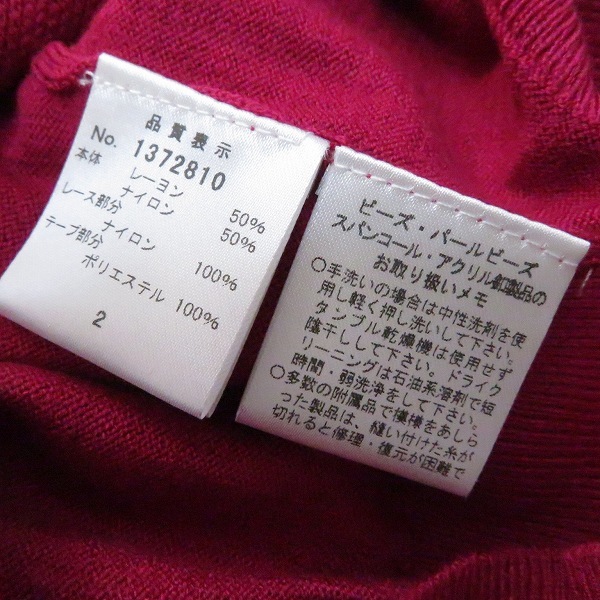 品質表示
No. 1372810
本体
レーヨン 50%
ナイロン 50%
レース部分
ナイロン 100%
テープ部分
ポリエステル 100%
2
ビーズ・パールビーズ
スパンコール・アクリル釦製品の
お取り扱いメモ
○手洗いの場合は中性洗剤を使
用し軽く押し洗いして下さい。
タンブル乾燥機は使用せず
陰干しして下さい。ドライク
リーニングは石油系溶剤で短
時間・弱洗浄をして下さい。
○多数の附属品で模様をあしら
った製品は、縫い付けた糸が
切れると修理・復元が困難で